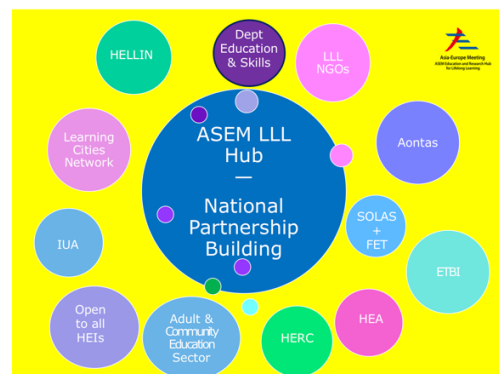 HELLIN
Dept
Education
& Skills
LLL
NGOs
Asia-Europe Meeting
ASEM Education and Research Hub
for Lifelong Learning
Learning
Cities
Network
ASEM LLL
Hub
—
National
Partnership
Building
Aontas
IUA
SOLAS
+
FET
ETBI
Open
to all
HEIs
Adult &
Community
Education
Sector
HERC
HEA